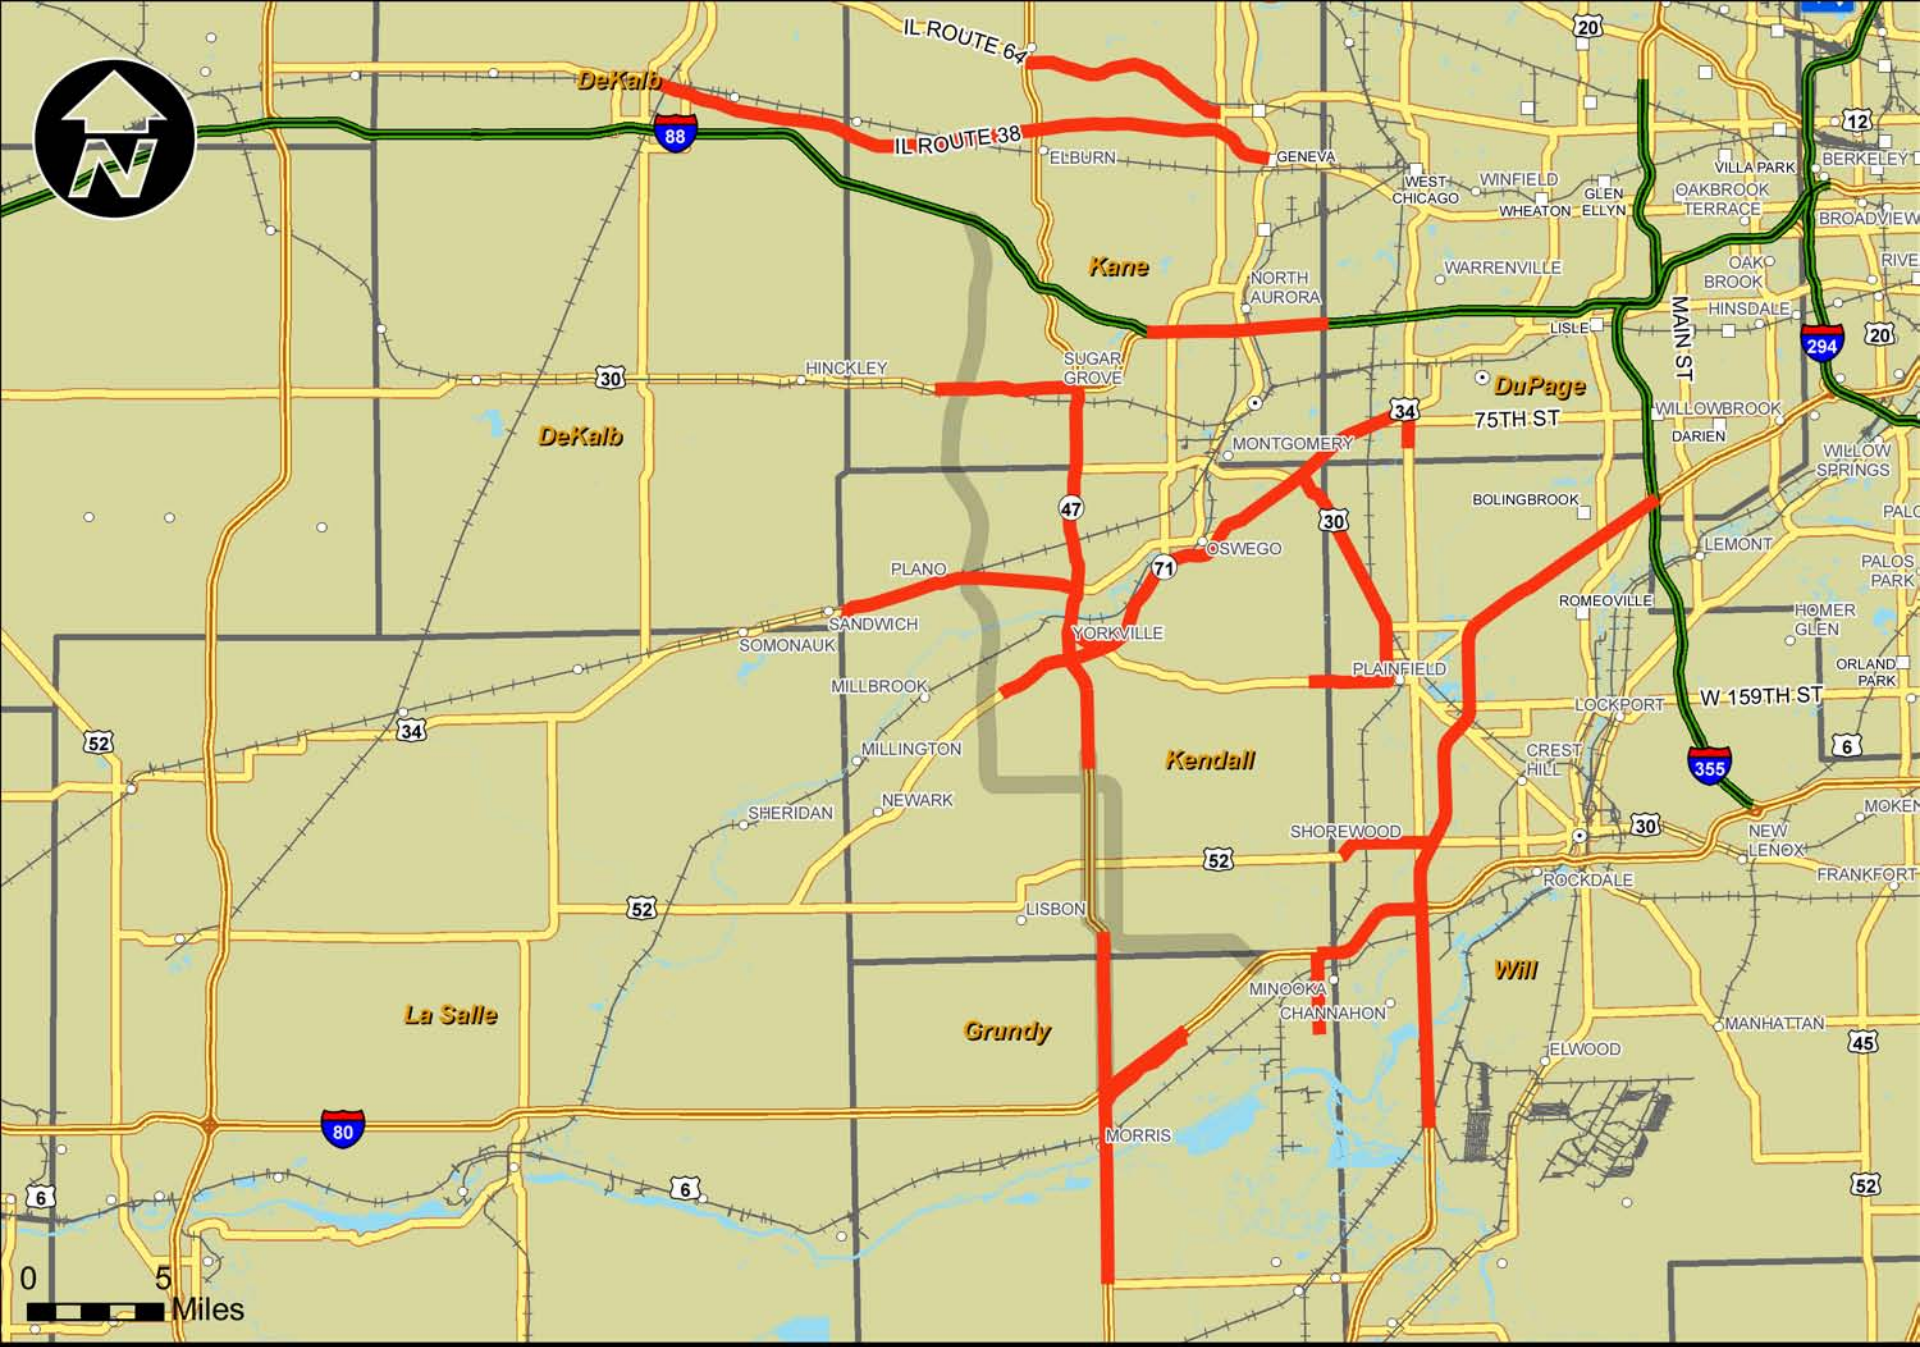 IL ROUTE 64
20
DeKalb
12
88
IL ROUTE 38
ELBURN
GENEVA
BERKELEY
VILLA PARK
WEST
CHICAGO
WINFIELD
GLEN
ELLYN
OAKBROOK
TERRACE
WHEATON
BROADVIEW
Kane
WARRENVILLE
OAK
BROOK
RIVE
NORTH
AURORA
HINSDALE
MAIN ST
LISLE
294
20
SUGAR
GROVE
HINCKLEY
30
DuPage
34
75TH ST
WILLOWBROOK
DARIEN
DeKalb
MONTGOMERY
WILLOW
SPRINGS
BOLINGBROOK
47
30
PALO
OSWEGO
LEMONT
PLANO
71
PALOS
PARK
ROMEOVILLE
HOMER
GLEN
SANDWICH
YORKVILLE
SOMONAUK
PLAINFIELD
ORLAND
PARK
MILLBROOK
W 159TH ST
LOCKPORT
34
52
MILLINGTON
Kendall
CREST
HILL
6
355
NEWARK
SHERIDAN
MOKEN
SHOREWOOD
30
NEW
LENOX
52
ROCKDALE
FRANKFORT
52
LISBON
Will
MINOOKA
La Salle
Grundy
CHANNAHON
MANHATTAN
45
ELWOOD
80
MORRIS
6
6
52
N
0 5
Miles